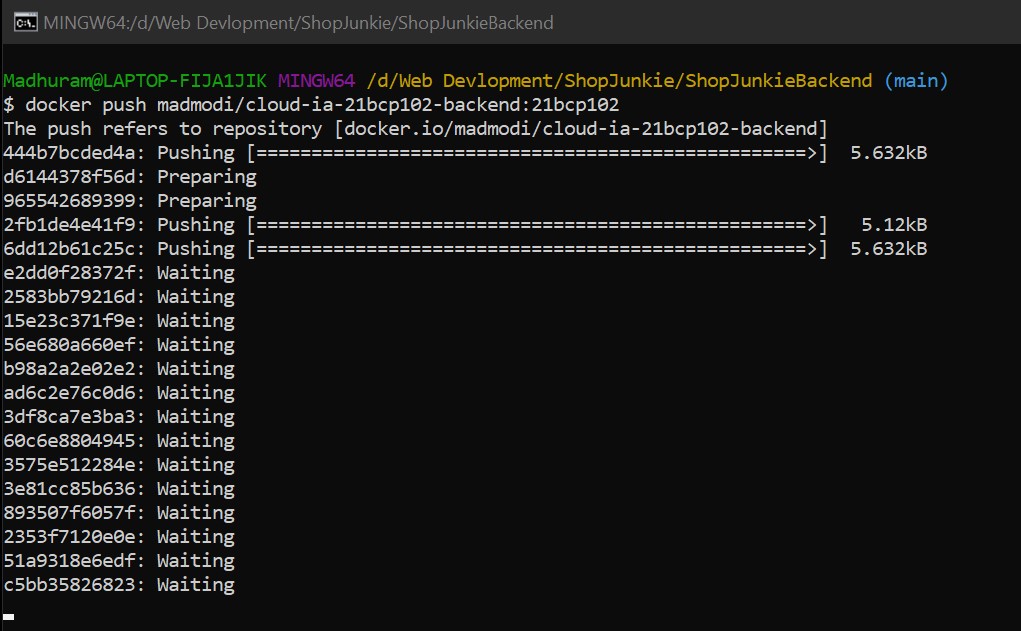 MINGW64:/d/Web Devlopment/ShopJunkie/ShopJunkieBackend
Madhuram@LAPTOP-FIJA1JIK MINGW64 /d/Web Devlopment/ShopJunkie/ShopJunkieBackend (main)
$ docker push madmodi/cloud-ia-21bcp102-backend:21bcp102
The push refers to repository [docker.io/madmodi/cloud-ia-21bcp102-backend]
444b7bcded4a: Pushing [==================================================>]  5.632kB
d6144378f56d: Preparing
965542689399: Preparing
2fb1de4e41f9: Pushing [==================================================>]   5.12kB
6dd12b61c25c: Pushing [==================================================>]  5.632kB
e2dd0f28372f: Waiting
2583bb79216d: Waiting
15e23c371f9e: Waiting
56e680a660ef: Waiting
b98a2a2e02e2: Waiting
ad6c2e76c0d6: Waiting
3df8ca7e3ba3: Waiting
60c6e8804945: Waiting
3575e512284e: Waiting
3e81cc85b636: Waiting
893507f6057f: Waiting
2353f7120e0e: Waiting
51a9318e6edf: Waiting
c5bb35826823: Waiting